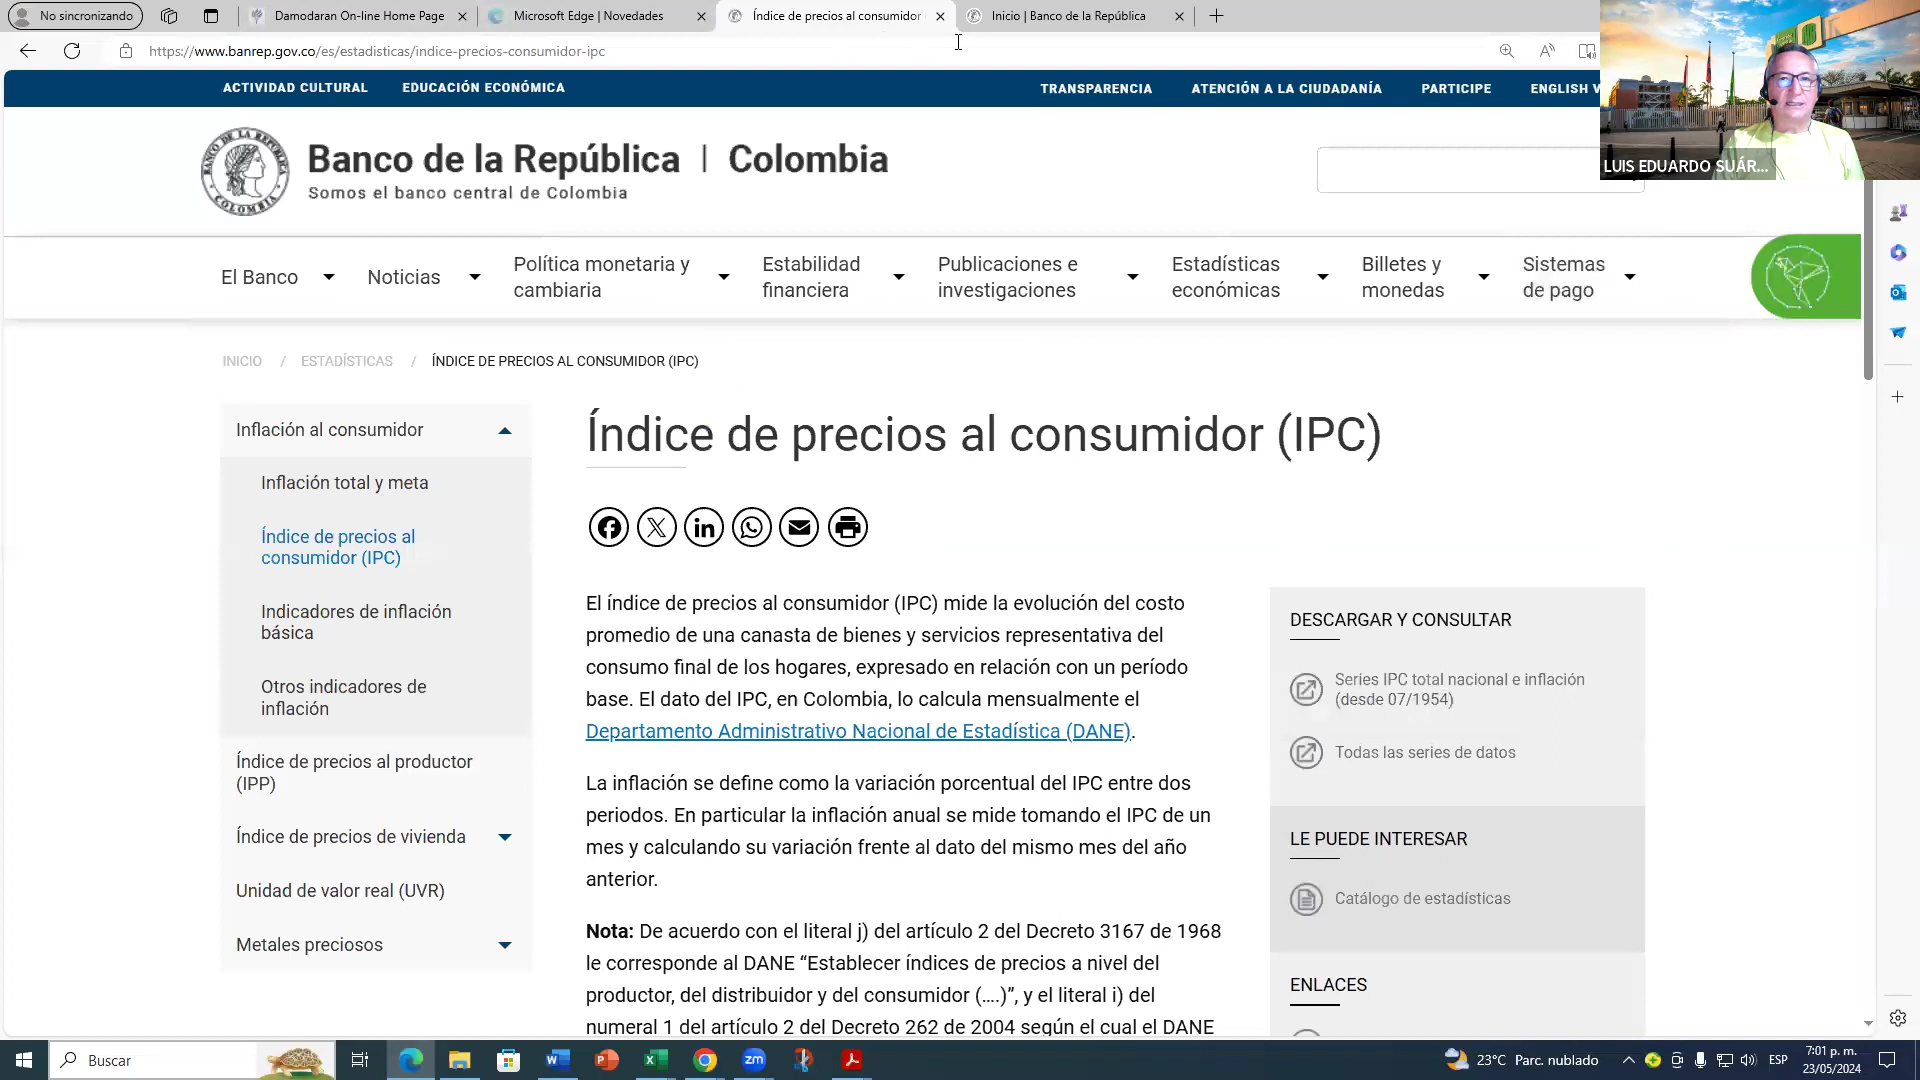 No sincronizando
Damodaran On-line Home Page
Microsoft Edge | Novedades
Índice de precios al consumidor
Inicio | Banco de la República
https://www.banrep.gov.co/es/estadisticas/indice-precios-consumidor-ipc
ACTIVIDAD CULTURAL
EDUCACIÓN ECONÓMICA
TRANSPARENCIA
ATENCIÓN A LA CIUDADANÍA
PARTICIPE
ENGLISH V
BANCO DE LA REPÚBLICA
COLOMBIA
Banco de la República | Colombia
Somos el banco central de Colombia
LUIS EDUARDO SUÁR...
El Banco
Noticias
Política monetaria y
cambiaria
Estabilidad
financiera
Publicaciones e
investigaciones
Estadísticas
económicas
Billetes y
monedas
Sistemas
de pago
INICIO / ESTADÍSTICAS / ÍNDICE DE PRECIOS AL CONSUMIDOR (IPC)
Inflación al consumidor
Inflación total y meta
Índice de precios al
consumidor (IPC)
Indicadores de inflación
básica
Otros indicadores de
inflación
Índice de precios al productor
(IPP)
Índice de precios de vivienda
Unidad de valor real (UVR)
Metales preciosos
Índice de precios al consumidor (IPC)
El índice de precios al consumidor (IPC) mide la evolución del costo
promedio de una canasta de bienes y servicios representativa del
consumo final de los hogares, expresado en relación con un período
base. El dato del IPC, en Colombia, lo calcula mensualmente el
Departamento Administrativo Nacional de Estadística (DANE).
La inflación se define como la variación porcentual del IPC entre dos
periodos. En particular la inflación anual se mide tomando el IPC de un
mes y calculando su variación frente al dato del mismo mes del año
anterior.
Nota: De acuerdo con el literal j) del artículo 2 del Decreto 3167 de 1968
le corresponde al DANE “Establecer índices de precios a nivel del
productor, del distribuidor y del consumidor (....)”, y el literal i) del
numeral 1 del artículo 2 del Decreto 262 de 2004 según el cual el DANE
DESCARGAR Y CONSULTAR
Series IPC total nacional e inflación
(desde 07/1954)
Todas las series de datos
LE PUEDE INTERESAR
Catálogo de estadísticas
ENLACES
Buscar
zm
23°C Parc. nublado
ESP
7:01 p. m.
23/05/2024